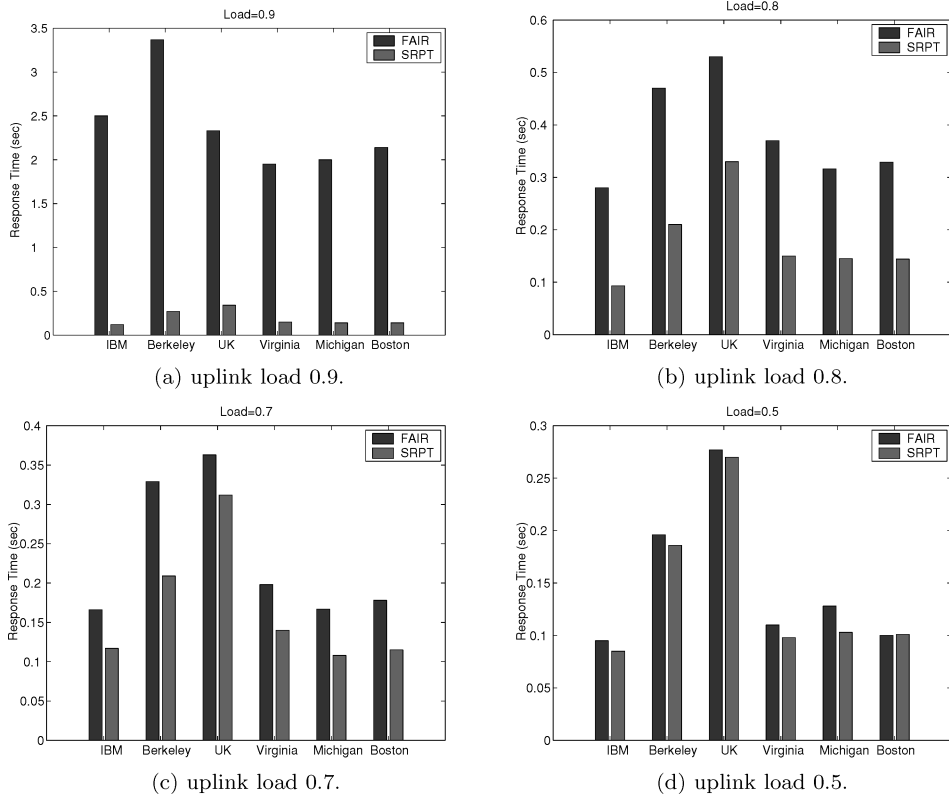 Load=0.9
3.5
3
2.5
2
1.5
1
0.5
0
Response Time (sec)
FAIR
SRPT
IBM Berkeley UK Virginia Michigan Boston
(a) uplink load 0.9.
Load=0.8
0.6
0.5
0.4
0.3
0.2
0.1
0
Response Time (sec)
FAIR
SRPT
IBM Berkeley UK Virginia Michigan Boston
(b) uplink load 0.8.
Load=0.7
0.4
0.35
0.3
0.25
0.2
0.15
0.1
0.05
0
Response Time (sec)
FAIR
SRPT
IBM Berkeley UK Virginia Michigan Boston
(c) uplink load 0.7.
Load=0.5
0.3
0.25
0.2
0.15
0.1
0.05
0
Response Time (sec)
FAIR
SRPT
IBM Berkeley UK Virginia Michigan Boston
(d) uplink load 0.5.